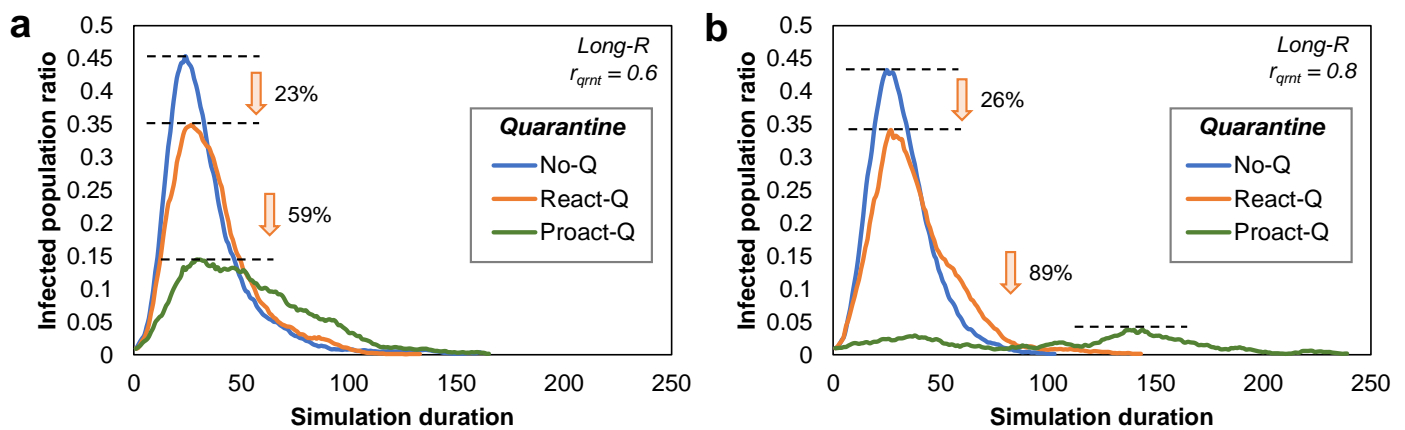 a
Infected population ratio
0.5
0.45
0.4
0.35
0.3
0.25
0.2
0.15
0.1
0.05
0
Long-R
r_qrnt = 0.6
23%
59%
Quarantine
No-Q
React-Q
Proact-Q
0 50 100 150 200 250
Simulation duration
b
Infected population ratio
0.5
0.45
0.4
0.35
0.3
0.25
0.2
0.15
0.1
0.05
0
Long-R
r_qrnt = 0.8
26%
89%
Quarantine
No-Q
React-Q
Proact-Q
0 50 100 150 200 250
Simulation duration